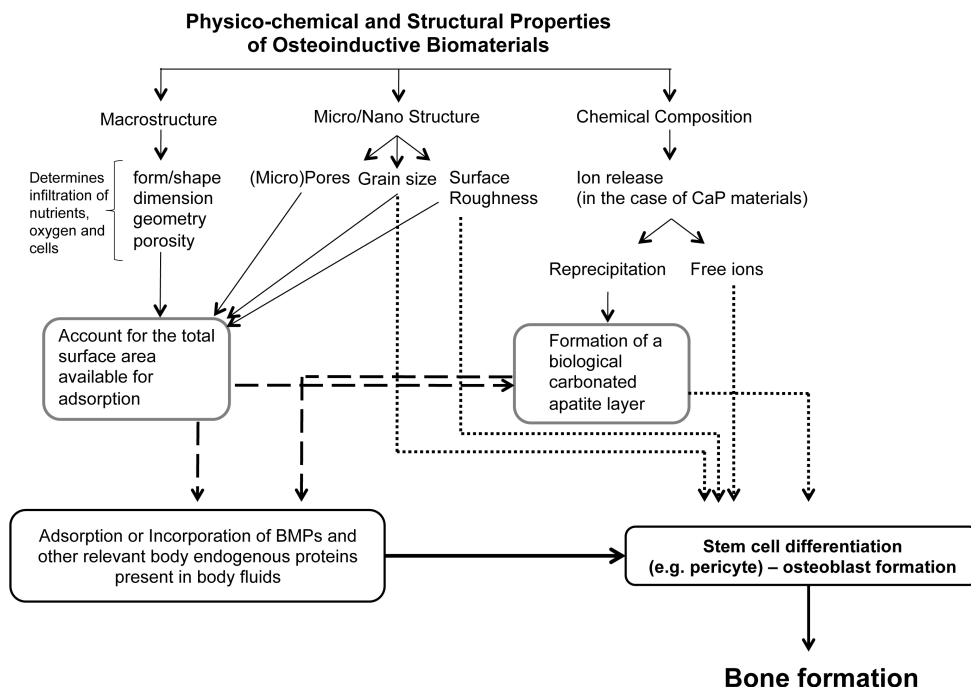 Physico-chemical and Structural Properties
of Osteoinductive Biomaterials
Macrostructure
Micro/Nano Structure
Chemical Composition
Determines
infiltration of
nutrients,
oxygen and
cells
form/shape
dimension
geometry
porosity
(Micro)Pores
Grain size
Surface
Roughness
Ion release
(in the case of CaP materials)
Reprecipitation
Free ions
Account for the total
surface area
available for
adsorption
Formation of a
biological
carbonated
apatite layer
Adsorption or Incorporation of BMPs and
other relevant body endogenous proteins
present in body fluids
Stem cell differentiation
(e.g. pericyte) – osteoblast formation
Bone formation